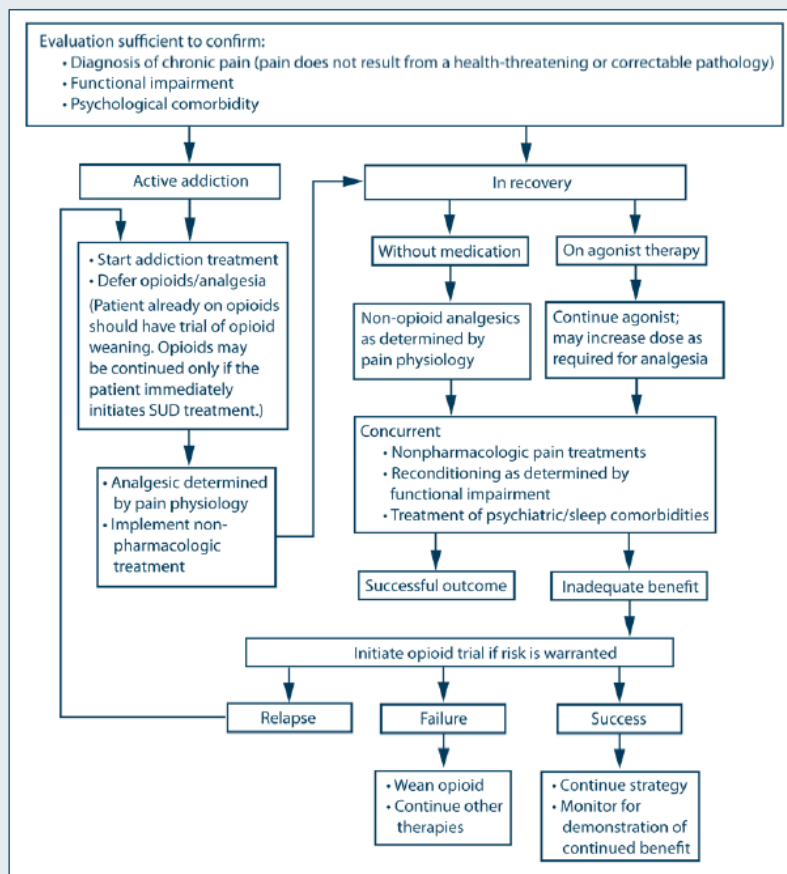 Evaluation sufficient to confirm:
• Diagnosis of chronic pain (pain does not result from a health-threatening or correctable pathology)
• Functional impairment
• Psychological comorbidity
Active addiction
In recovery
• Start addiction treatment
• Defer opioids/analgesia
(Patient already on opioids
should have trial of opioid
weaning. Opioids may
be continued only if the
patient immediately
initiates SUD treatment.)
• Analgesic determined
by pain physiology
• Implement non-
pharmacologic
treatment
Without medication
On agonist therapy
Non-opioid analgesics
as determined by
pain physiology
Continue agonist;
may increase dose as
required for analgesia
Concurrent
• Nonpharmacologic pain treatments
• Reconditioning as determined by
functional impairment
• Treatment of psychiatric/sleep comorbidities
Successful outcome
Inadequate benefit
Initiate opioid trial if risk is warranted
Relapse
Failure
Success
• Wean opioid
• Continue other
therapies
• Continue strategy
• Monitor for
demonstration of
continued benefit